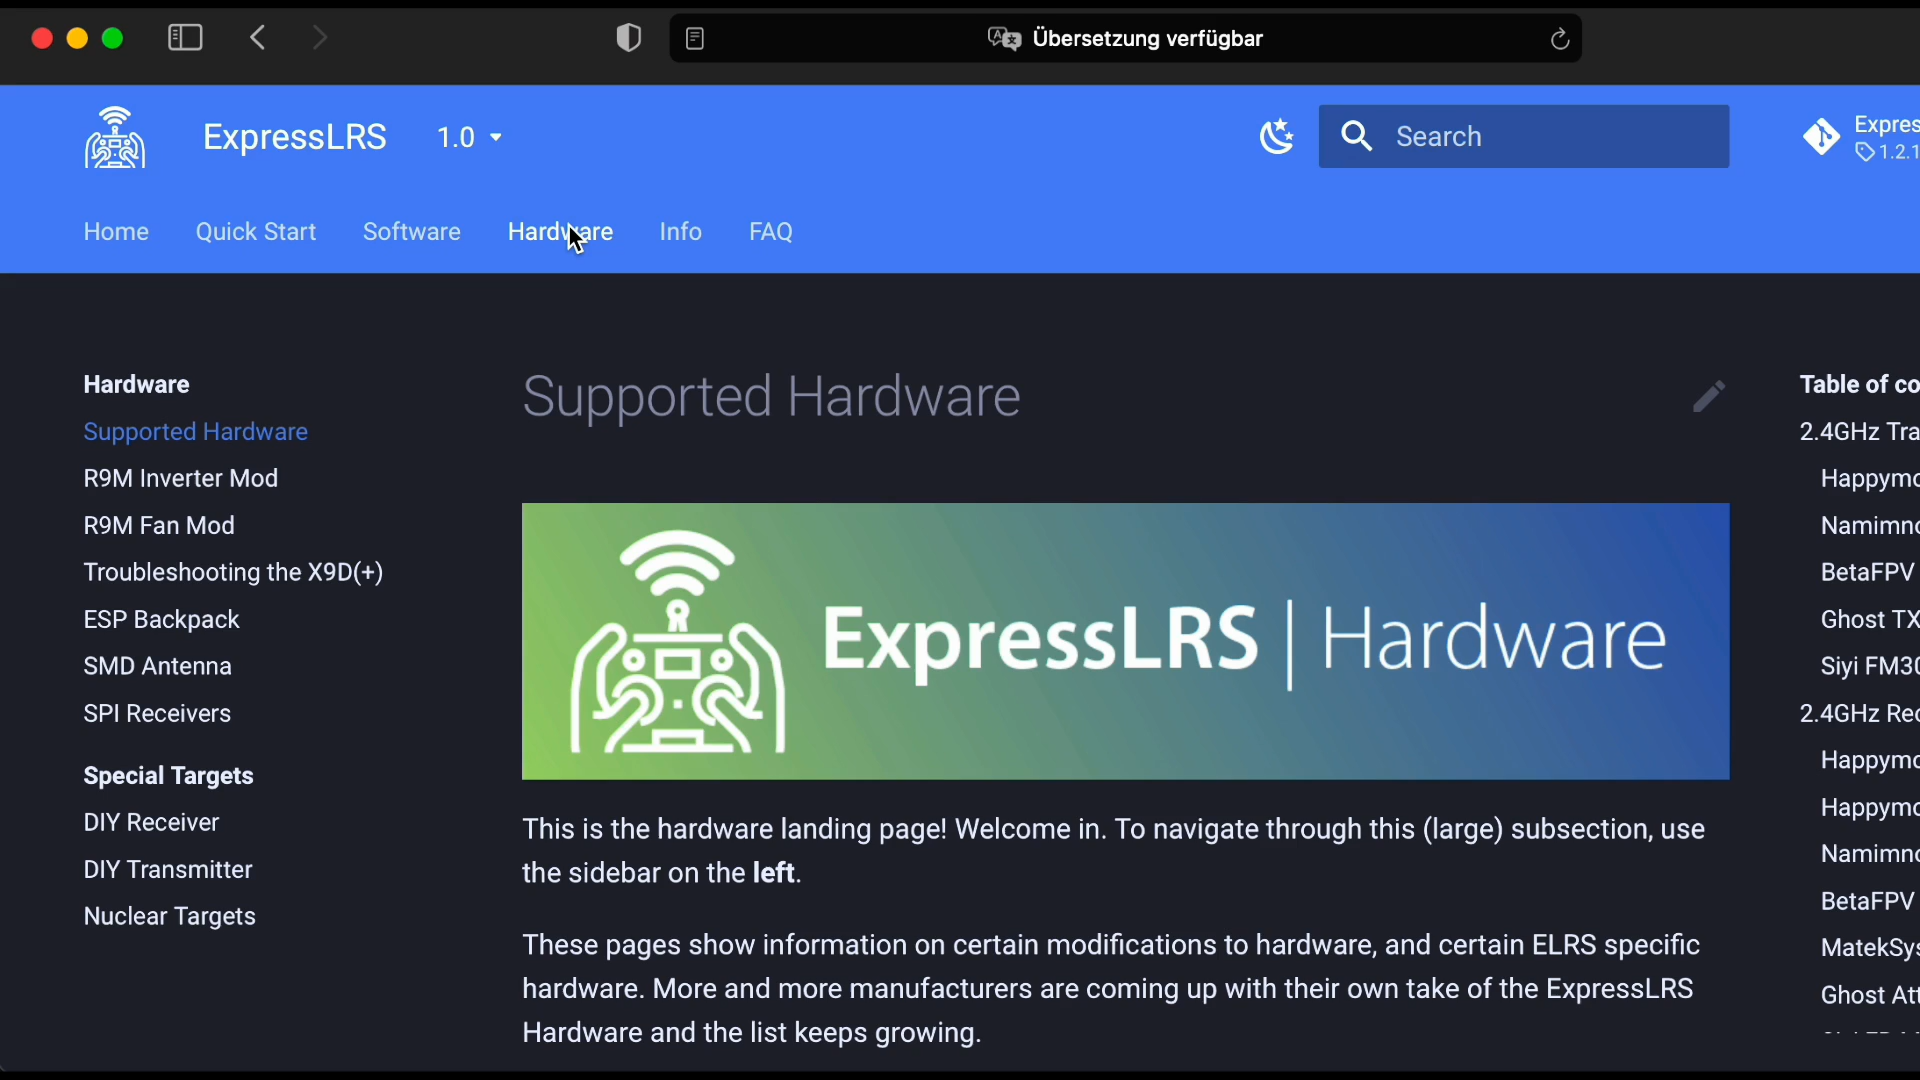 Übersetzung verfügbar
ExpressLRS 1.0
Search
Expres
1.2.1
Home Quick Start Software Hardware Info FAQ
Hardware
Supported Hardware
R9M Inverter Mod
R9M Fan Mod
Troubleshooting the X9D(+)
ESP Backpack
SMD Antenna
SPI Receivers
Special Targets
DIY Receiver
DIY Transmitter
Nuclear Targets
Supported Hardware
ExpressLRS | Hardware
This is the hardware landing page! Welcome in. To navigate through this (large) subsection, use
the sidebar on the left.
These pages show information on certain modifications to hardware, and certain ELRS specific
hardware. More and more manufacturers are coming up with their own take of the ExpressLRS
Hardware and the list keeps growing.
Table of co
2.4GHz Tra
Happymo
Namimno
BetaFPV
Ghost TX
Siyi FM30
2.4GHz Rec
Happymo
Happymo
Namimno
BetaFPV
MatekSys
Ghost Att